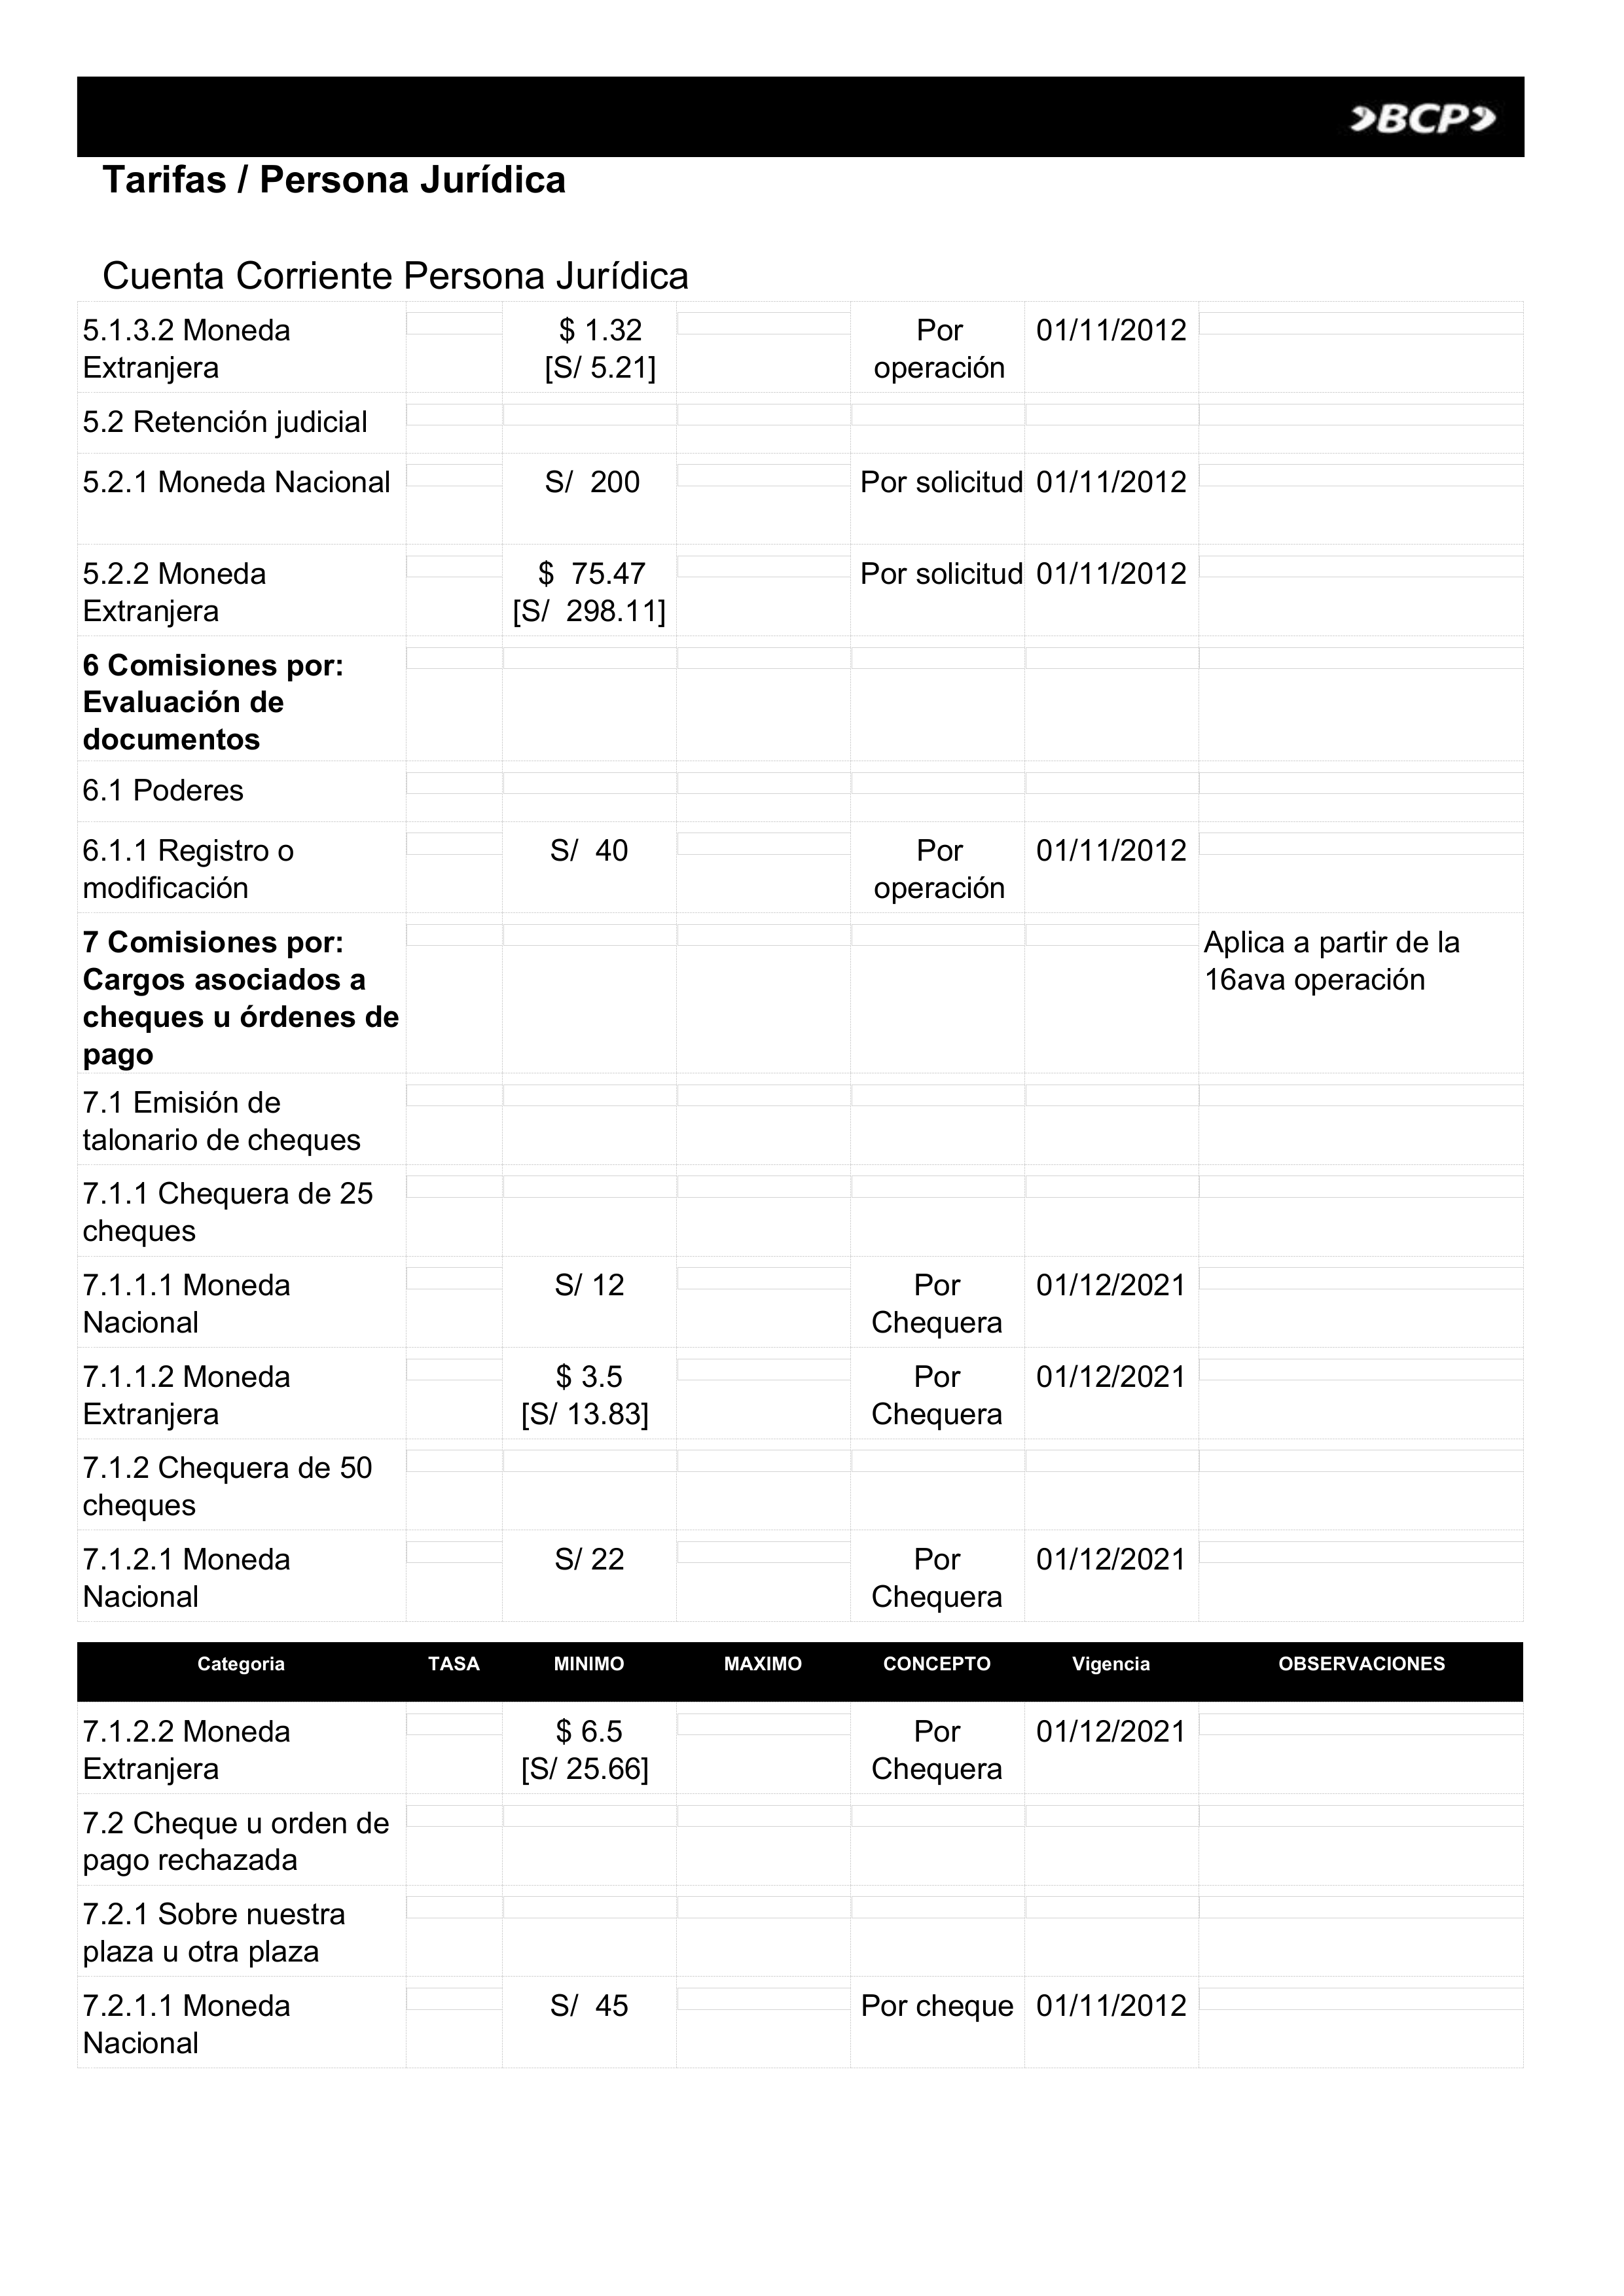 BCP
Tarifas / Persona Jurídica
Cuenta Corriente Persona Jurídica
5.1.3.2 Moneda
Extranjera
$ 1.32
[S/ 5.21]
Por
operación
01/11/2012
5.2 Retención judicial
5.2.1 Moneda Nacional
S/ 200
Por solicitud
01/11/2012
5.2.2 Moneda
Extranjera
$ 75.47
[S/ 298.11]
Por solicitud
01/11/2012
6 Comisiones por:
Evaluación de
documentos
6.1 Poderes
6.1.1 Registro o
modificación
S/ 40
Por
operación
01/11/2012
7 Comisiones por:
Cargos asociados a
cheques u órdenes de
pago
Aplica a partir de la
16ava operación
7.1 Emisión de
talonario de cheques
7.1.1 Chequera de 25
cheques
7.1.1.1 Moneda
Nacional
S/ 12
Por
Chequera
01/12/2021
7.1.1.2 Moneda
Extranjera
$ 3.5
[S/ 13.83]
Por
Chequera
01/12/2021
7.1.2 Chequera de 50
cheques
7.1.2.1 Moneda
Nacional
S/ 22
Por
Chequera
01/12/2021
Categoria TASA MINIMO MAXIMO CONCEPTO Vigencia OBSERVACIONES
7.1.2.2 Moneda
Extranjera
$ 6.5
[S/ 25.66]
Por
Chequera
01/12/2021
7.2 Cheque u orden de
pago rechazada
7.2.1 Sobre nuestra
plaza u otra plaza
7.2.1.1 Moneda
Nacional
S/ 45
Por cheque
01/11/2012